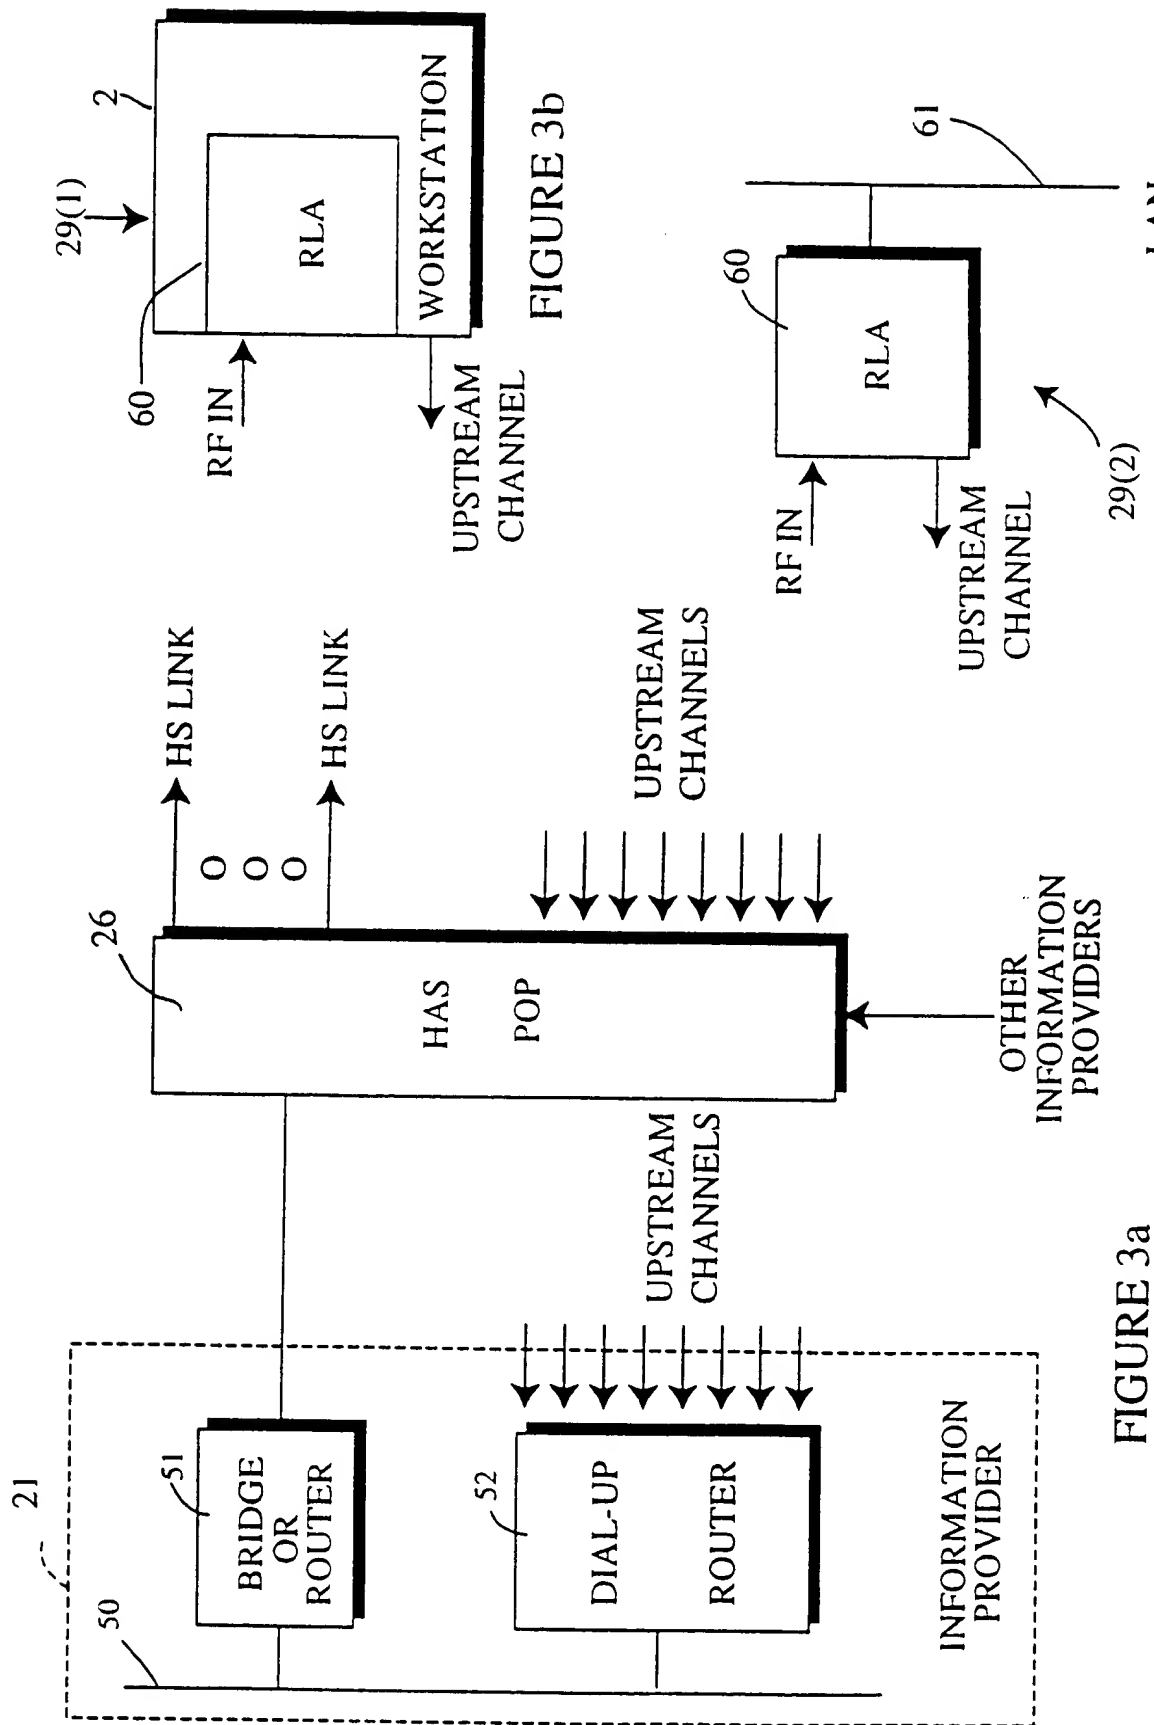 21
50
BRIDGE
OR
ROUTER
51
DIAL-UP
ROUTER
52
INFORMATION
PROVIDER
UPSTREAM
CHANNELS
26
HAS
POP
OTHER
INFORMATION
PROVIDERS
HS LINK
O O O
HS LINK
UPSTREAM
CHANNELS
FIGURE 3a
29(1)
2
60
RLA
WORKSTATION
RF IN
UPSTREAM
CHANNEL
FIGURE 3b
60
RLA
61
RF IN
UPSTREAM
CHANNEL
29(2)